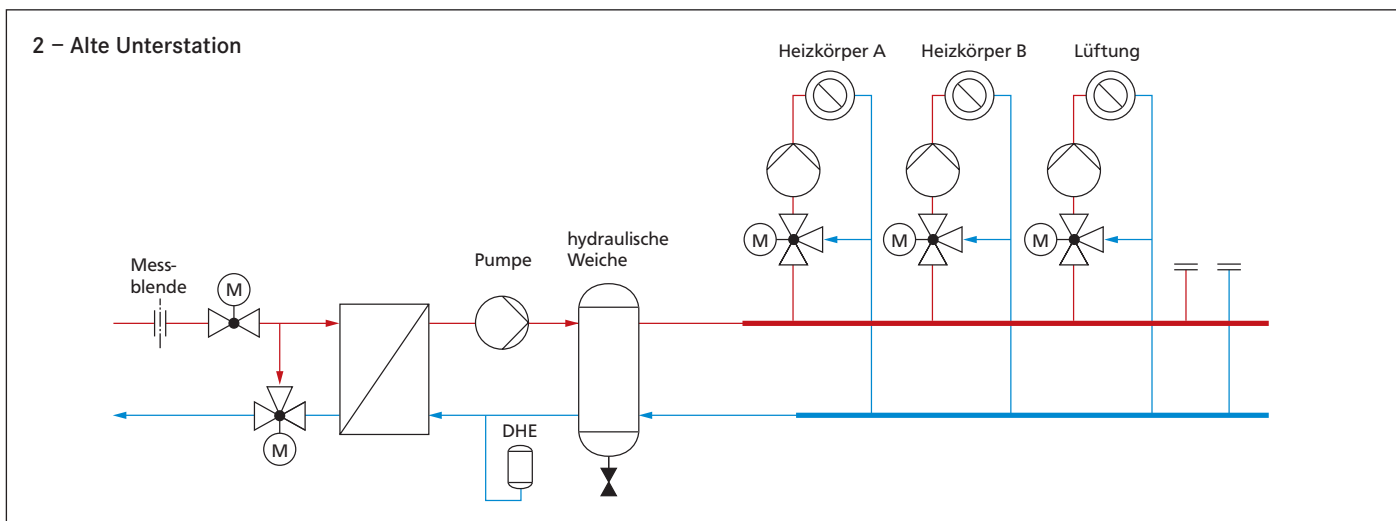 2 – Alte Unterstation
Heizkörper A
Heizkörper B
Lüftung
M
M
M
hydraulische
Weiche
Pumpe
Mess-
blende
M
M
DHE